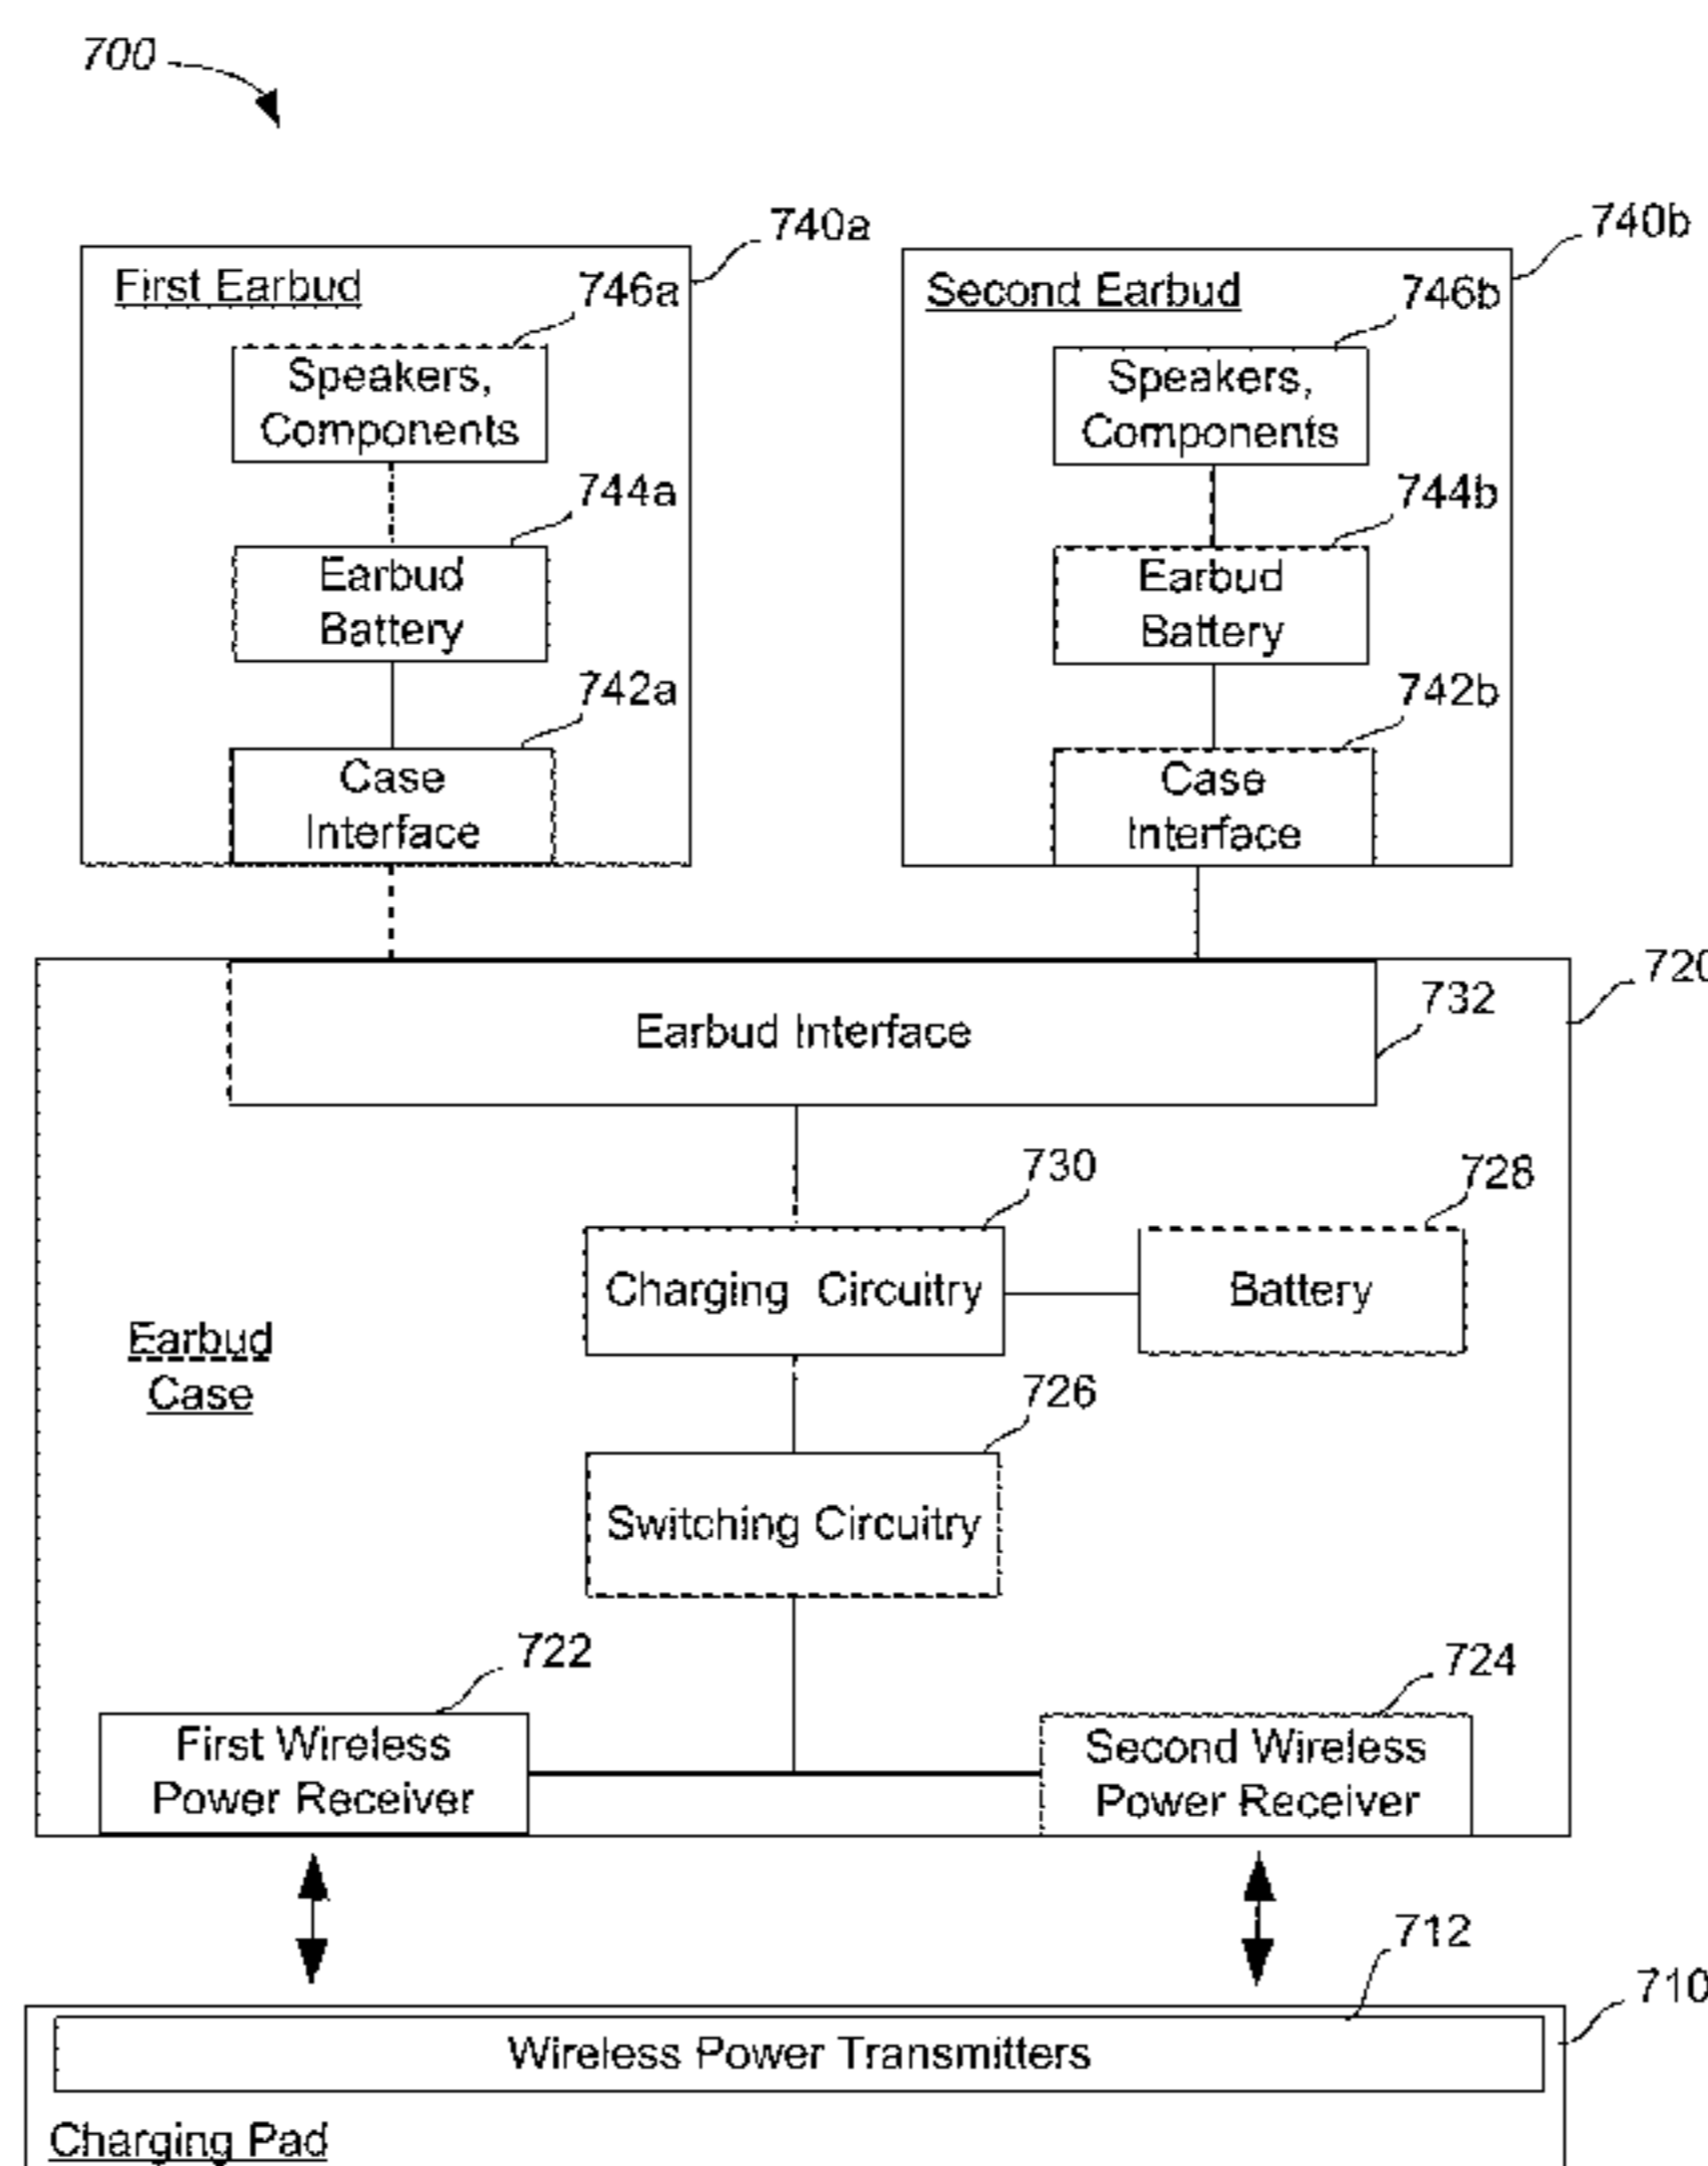 700
740a
740b
First Earbud
746a
Second Earbud
746b
Speakers,
Components
Speakers,
Components
744a
744b
Earbud
Battery
Earbud
Battery
742a
742b
Case
Interface
Case
Interface
720
732
Earbud Interface
730
728
Charging Circuitry
Battery
Earbud
Case
726
Switching Circuitry
722
724
First Wireless
Power Receiver
Second Wireless
Power Receiver
712
710
Wireless Power Transmitters
Charging Pad